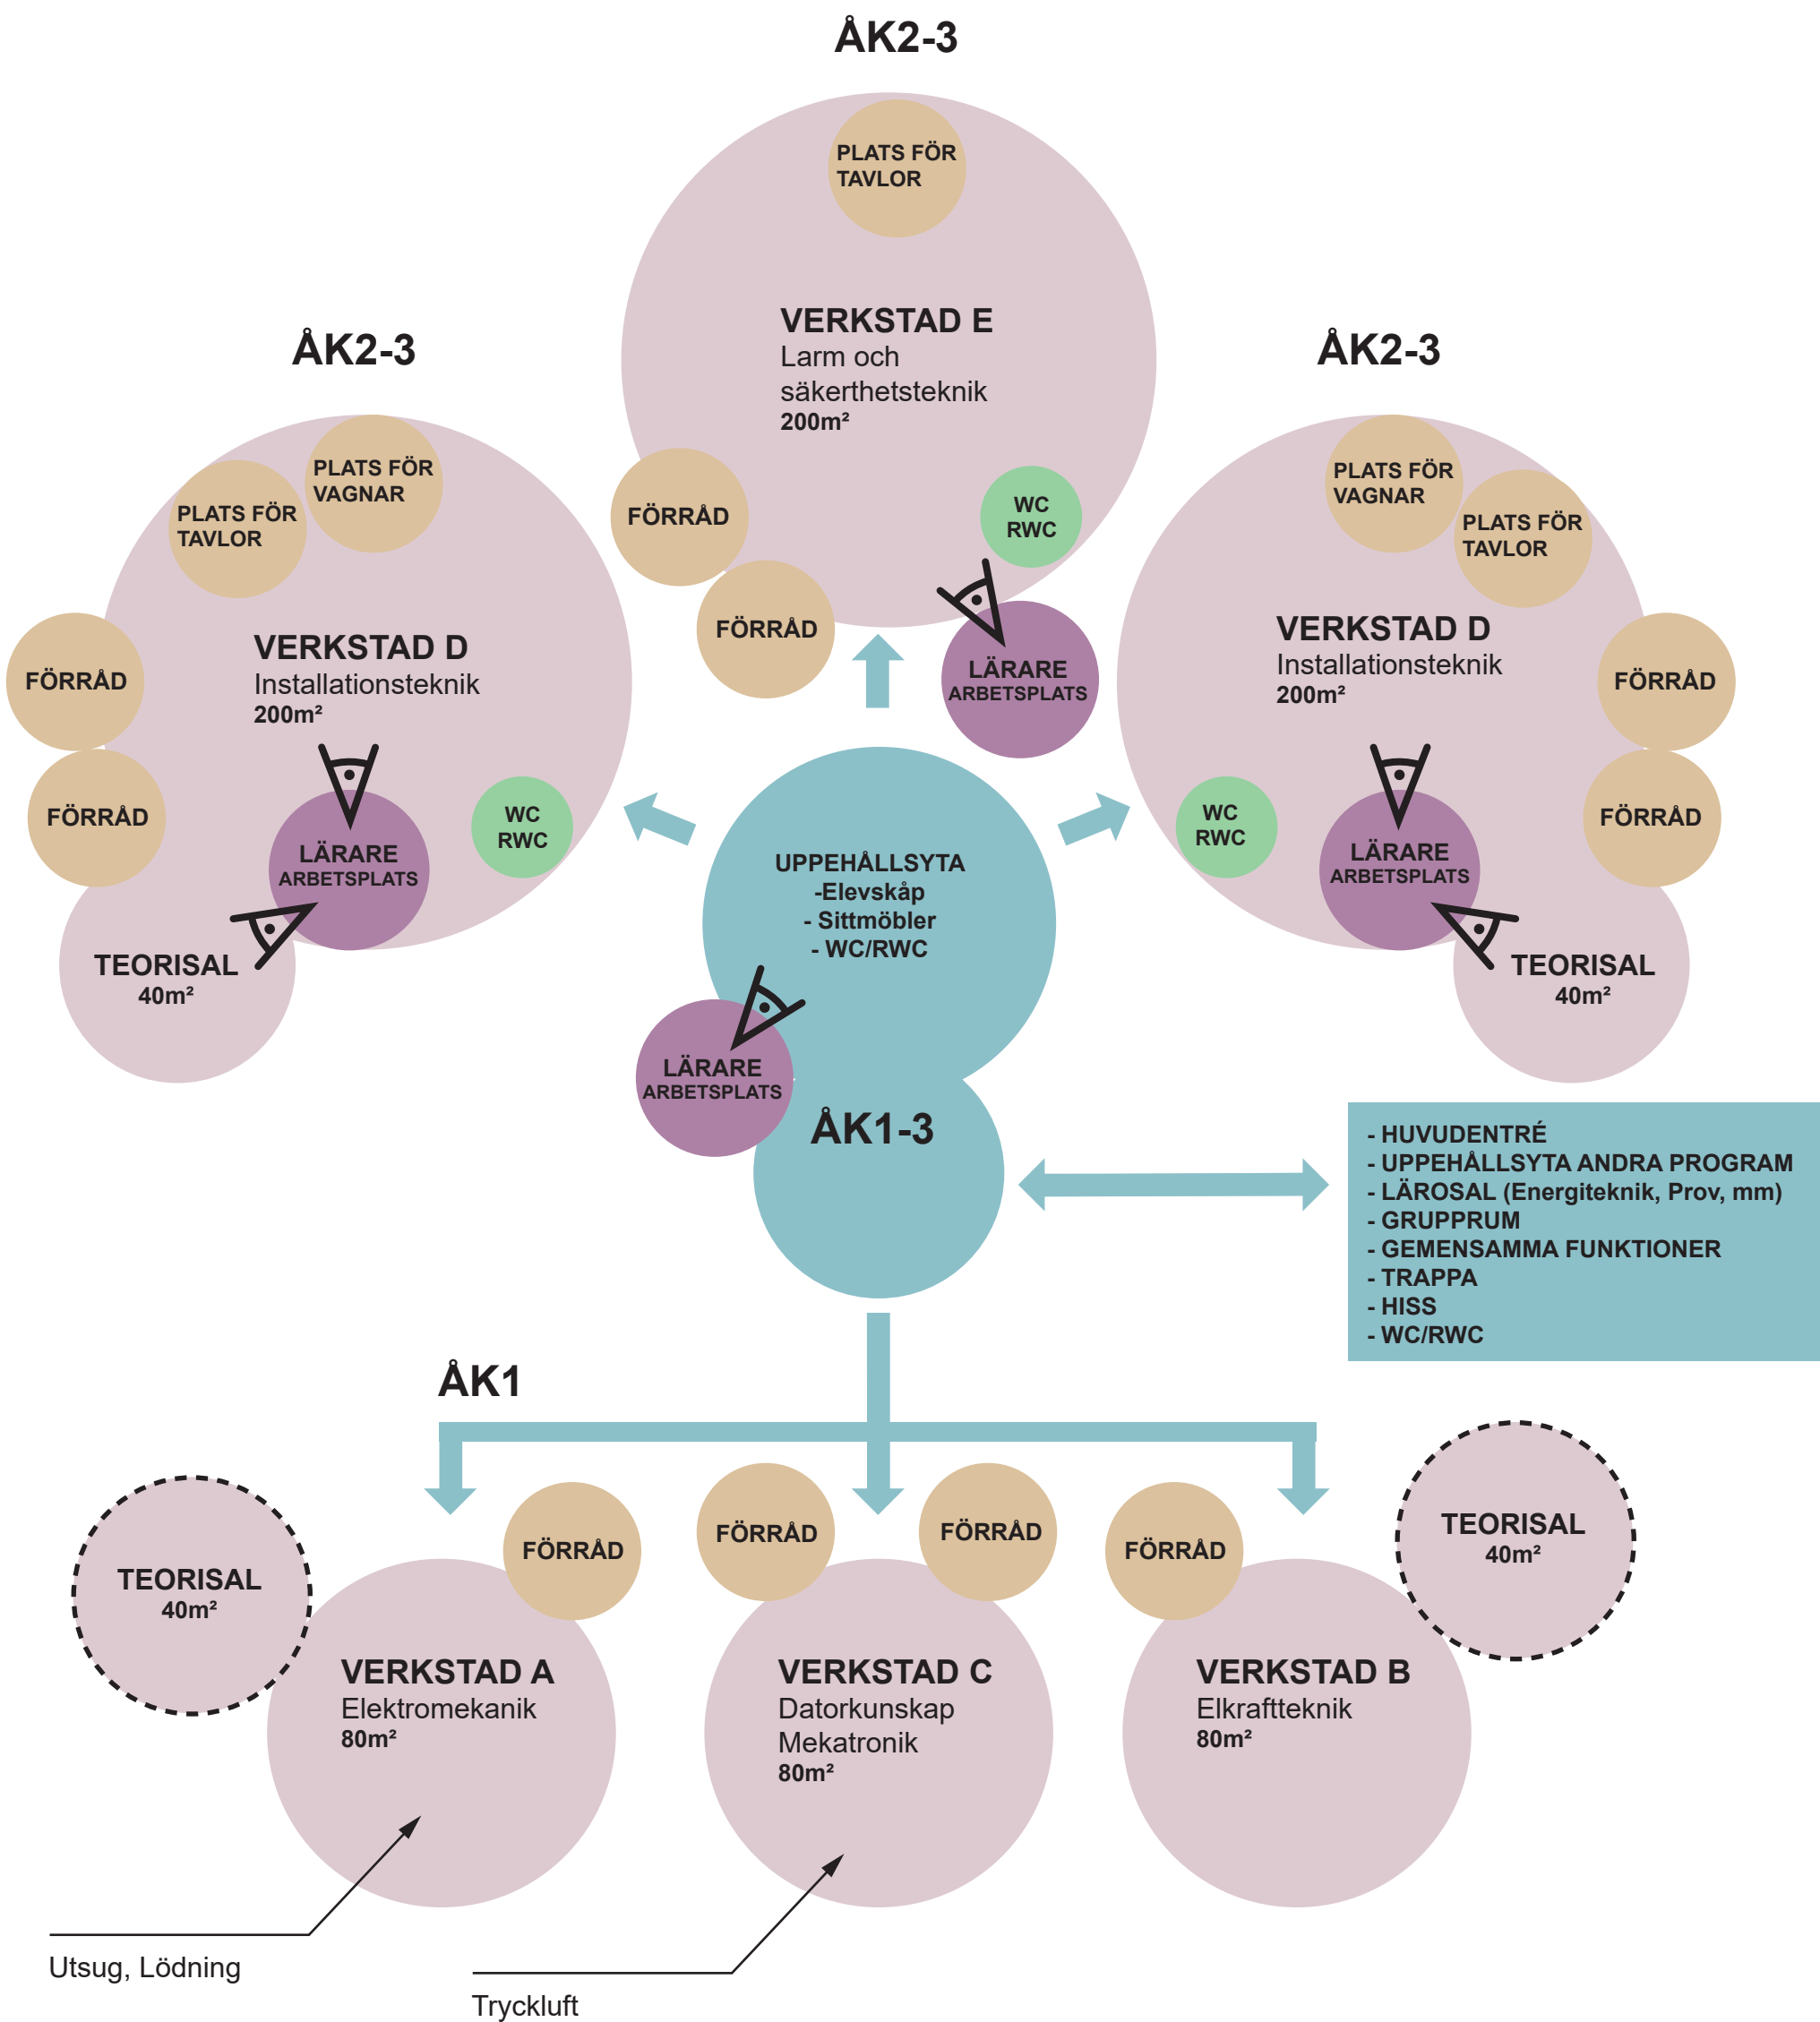 ÅK2-3
PLATS FÖR
TAVLOR
VERKSTAD E
Larm och
säkerthetsteknik
200m²
FÖRRÅD
FÖRRÅD
WC
RWC
LÄRARE
ARBETSPLATS
ÅK2-3
PLATS FÖR
VAGNAR
PLATS FÖR
TAVLOR
FÖRRÅD
FÖRRÅD
VERKSTAD D
Installationsteknik
200m²
WC
RWC
LÄRARE
ARBETSPLATS
TEORISAL
40m²
ÅK2-3
PLATS FÖR
VAGNAR
PLATS FÖR
TAVLOR
VERKSTAD D
Installationsteknik
200m²
FÖRRÅD
FÖRRÅD
WC
RWC
LÄRARE
ARBETSPLATS
TEORISAL
40m²
UPPEHÅLLSYTA
-Elevskåp
- Sittmöbler
- WC/RWC
LÄRARE
ARBETSPLATS
ÅK1-3
- HUVUDENTRÉ
- UPPEHÅLLSYTA ANDRA PROGRAM
- LÄROSAL (Energiteknik, Prov, mm)
- GRUPPRUM
- GEMENSAMMA FUNKTIONER
- TRAPPA
- HISS
- WC/RWC
ÅK1
TEORISAL
40m²
FÖRRÅD
VERKSTAD A
Elektromekanik
80m²
FÖRRÅD
FÖRRÅD
VERKSTAD C
Datorkunskap
Mekatronik
80m²
FÖRRÅD
VERKSTAD B
Elkraftteknik
80m²
TEORISAL
40m²
Utsug, Lödning
Tryckluft